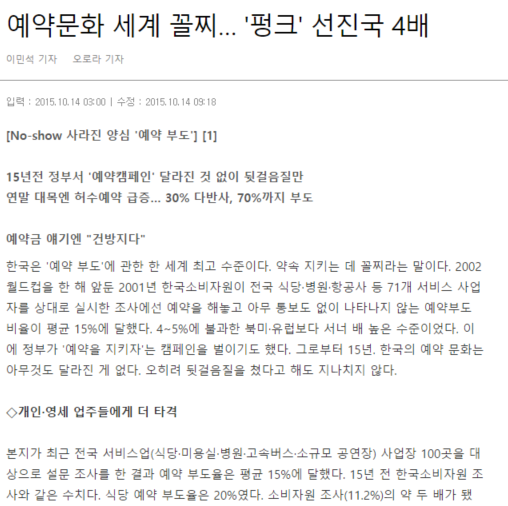 예약문화 세계 꼴찌... '펑크' 선진국 4배
이민석 기자 오로라 기자
입력 : 2015.10.14 03:00 | 수정 : 2015.10.14 09:18
[No-show 사라진 양심 '예약 부도'] [1]
15년전 정부서 '예약캠페인' 달라진 것 없이 뒷걸음질만
연말 대목엔 허수예약 급증... 30% 다반사, 70%까지 부도
예약금 얘기엔 "건방지다"
한국은 '예약 부도'에 관한 한 세계 최고 수준이다. 약속 지키는 데 꼴찌라는 말이다. 2002
월드컵을 한 해 앞둔 2001년 한국소비자원이 전국 식당·병원·항공사 등 71개 서비스 사업
자를 상대로 실시한 조사에선 예약을 해놓고 아무 통보도 없이 나타나지 않는 예약부도
비율이 평균 15%에 달했다. 4~5%에 불과한 북미·유럽보다 서너 배 높은 수준이었다. 이
에 정부가 '예약을 지키자'는 캠페인을 벌이기도 했다. 그로부터 15년. 한국의 예약 문화는
아무것도 달라진 게 없다. 오히려 뒷걸음질을 쳤다고 해도 지나치지 않다.
◇개인·영세 업주들에게 더 타격
본지가 최근 전국 서비스업(식당·미용실·병원·고속버스·소규모 공연장) 사업장 100곳을 대
상으로 설문 조사를 한 결과 예약 부도율은 평균 15%에 달했다. 15년 전 한국소비자원 조
사와 같은 수치다. 식당 예약 부도율은 20%였다. 소비자원 조사(11.2%)의 약 두 배가 됐